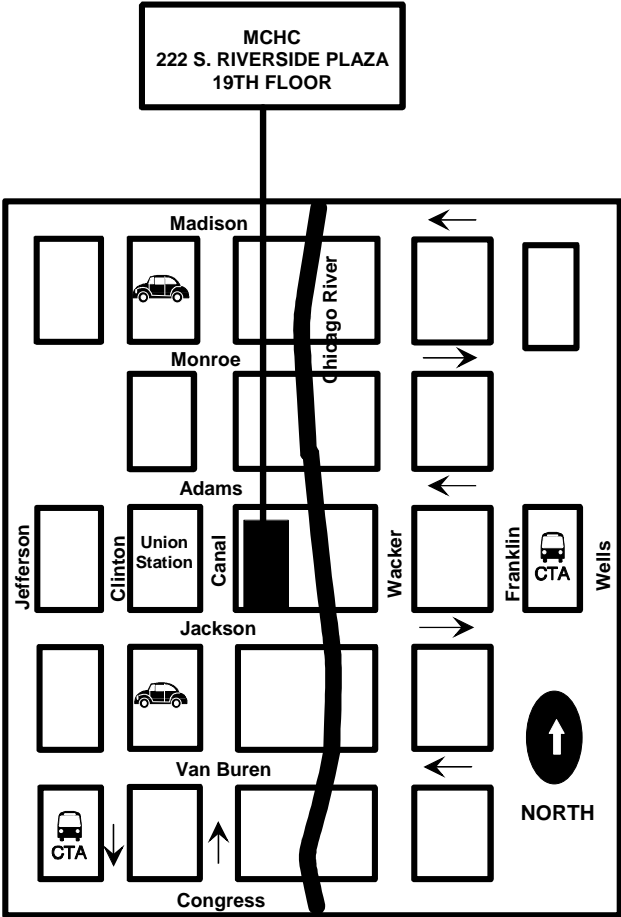 MCHC
222 S. RIVERSIDE PLAZA
19TH FLOOR
Madison
Chicago River
Monroe
Adams
Jefferson
Clinton
Union
Station
Canal
Wacker
Franklin
CTA
Wells
Jackson
Van Buren
NORTH
CTA
Congress